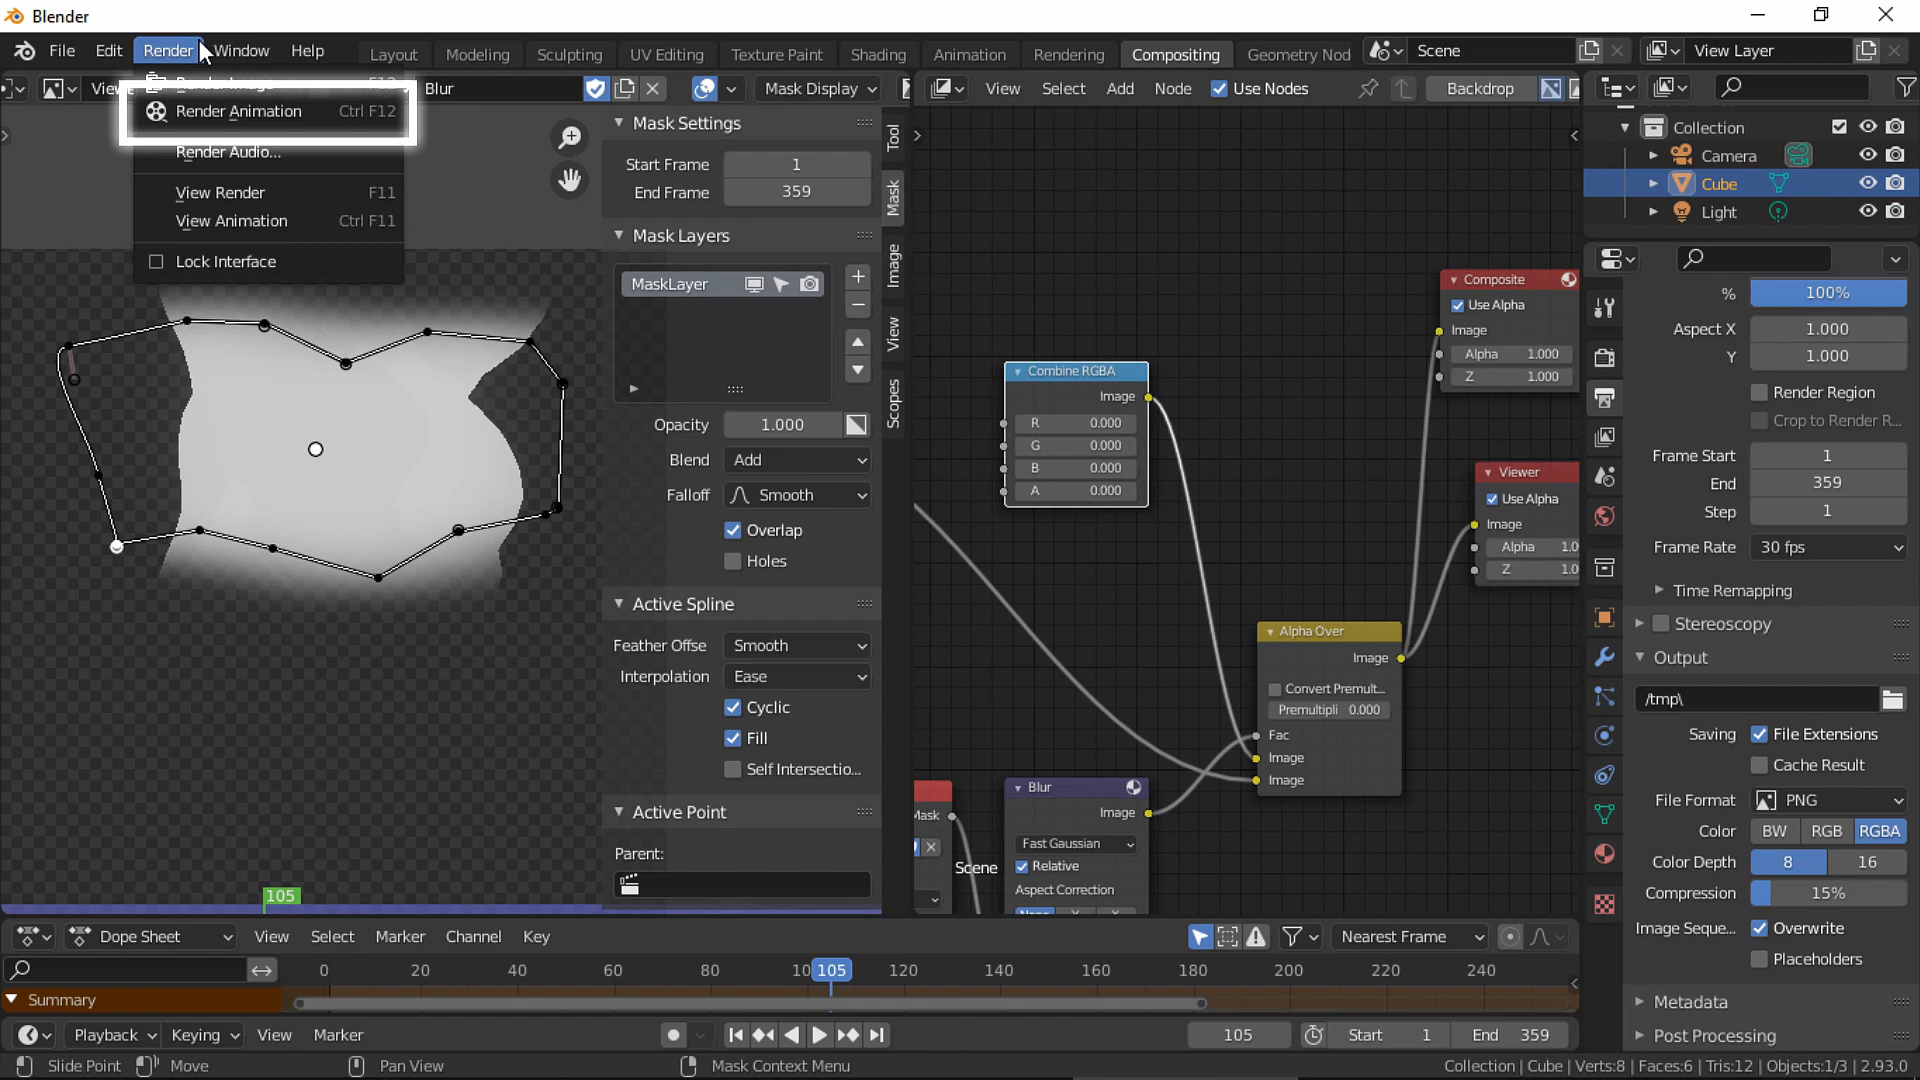 Blender
File Edit Render Window Help
Layout Modeling Sculpting UV Editing Texture Paint Shading Animation Rendering Compositing Geometry Nod
Scene
View Layer
Blur
Mask Display
View Select Add Node Use Nodes
Backdrop
Render Animation Ctrl F12
Render Audio...
View Render F11
View Animation Ctrl F11
Lock Interface
Mask Settings
Start Frame 1
End Frame 359
Mask Layers
MaskLayer
Opacity 1.000
Blend Add
Falloff Smooth
Overlap
Holes
Active Spline
Feather Offse Smooth
Interpolation Ease
Cyclic
Fill
Self Intersectio...
Active Point
Parent:
105
Tool
Mask
Image
View
Scopes
Combine RGBA
Image
R 0.000
G 0.000
B 0.000
A 0.000
Composite
Use Alpha
Image
Alpha 1.000
Z 1.000
Viewer
Use Alpha
Image
Alpha 1.0
Z 1.0
Alpha Over
Image
Convert Premult...
Premultipli 0.000
Fac
Image
Image
Mask
Scene
Blur
Image
Fast Gaussian
Relative
Aspect Correction
Collection
Camera
Cube
Light
% 100%
Aspect X 1.000
Y 1.000
Render Region
Crop to Render R...
Frame Start 1
End 359
Step 1
Frame Rate 30 fps
Time Remapping
Stereoscopy
Output
/tmp\
Saving File Extensions
Cache Result
File Format PNG
Color BW RGB RGBA
Color Depth 8 16
Compression 15%
Image Seque... Overwrite
Placeholders
Metadata
Post Processing
Dope Sheet View Select Marker Channel Key
Nearest Frame
0 20 40 60 80 10 105 120 140 160 180 200 220 240
Summary
Playback Keying View Marker
105 Start 1 End 359
Slide Point Move Pan View Mask Context Menu
Collection | Cube | Verts:8 | Faces:6 | Tris:12 | Objects:1/3 | 2.93.0